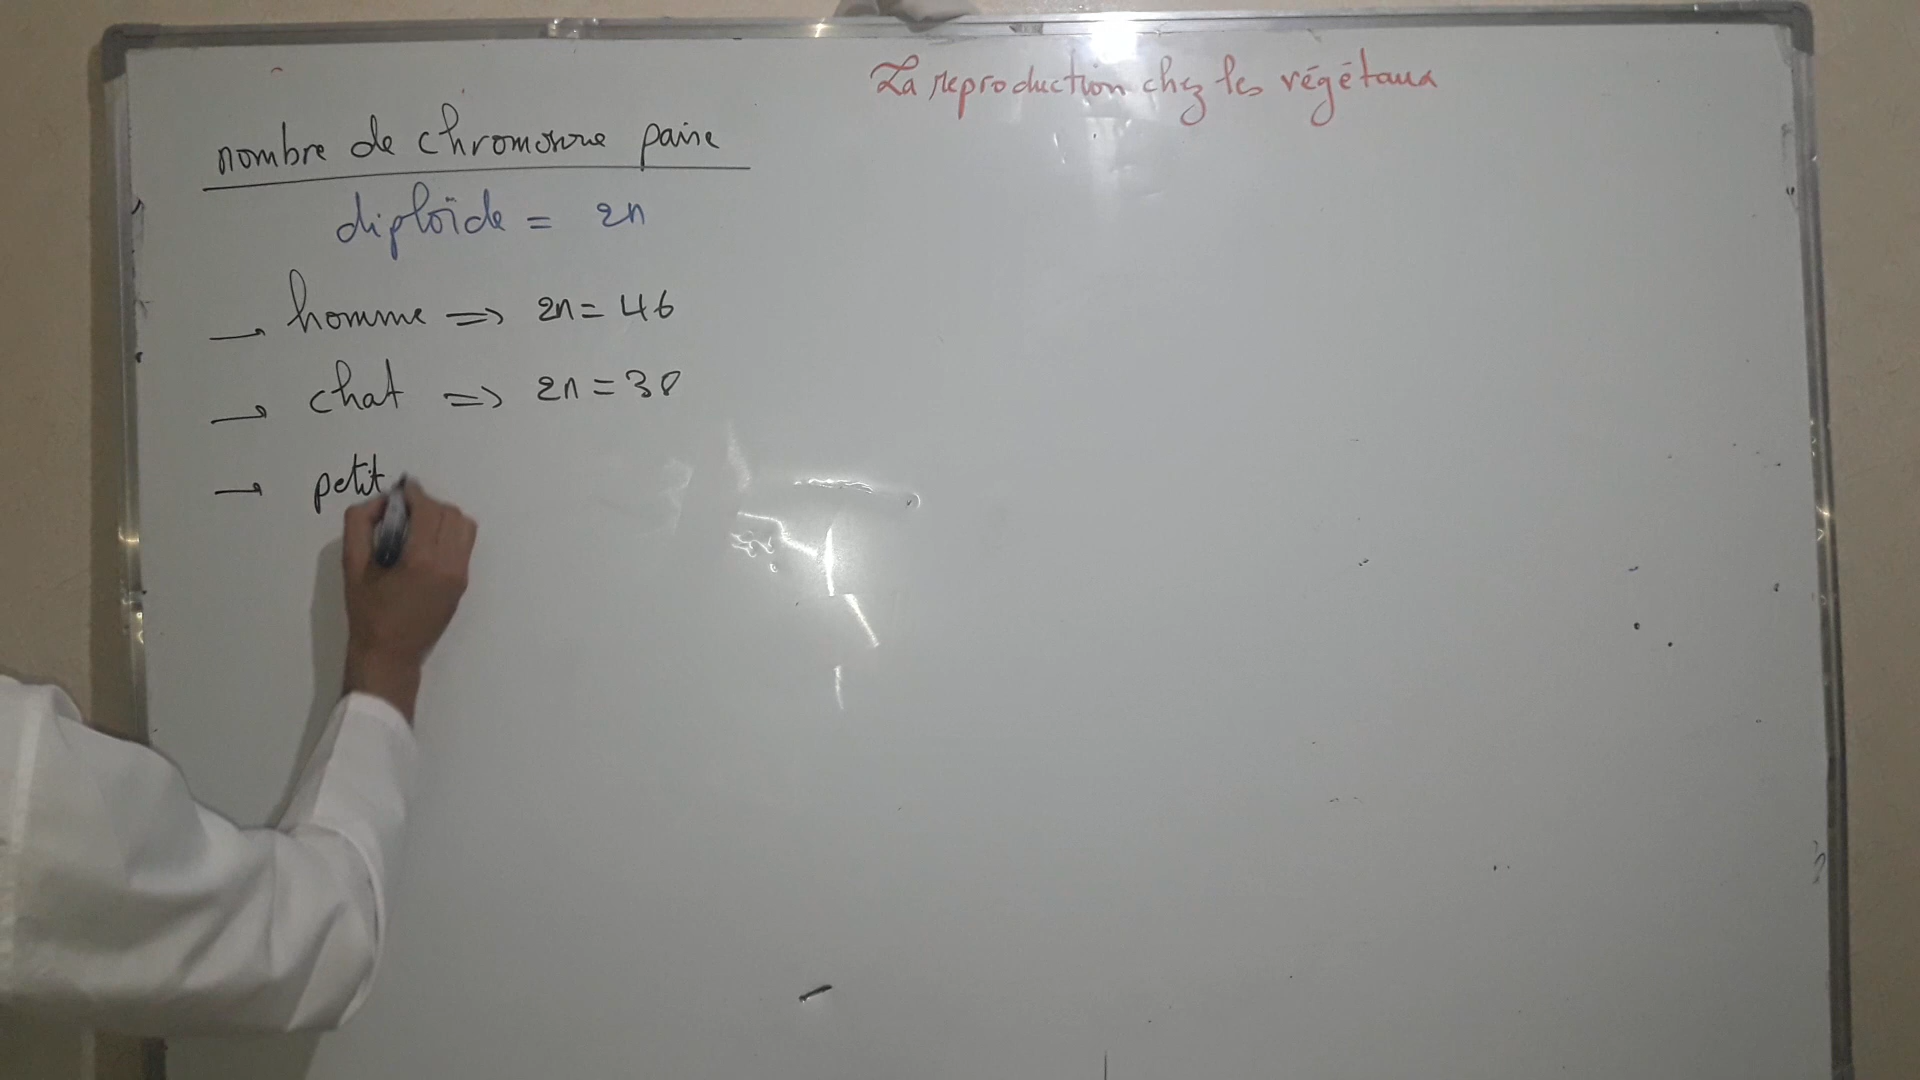 La reproduction chez les végétaux
nombre de chromosome paire
diploïde = 2n
→ homme => 2n = 46
→ chat => 2n = 38
→ petit